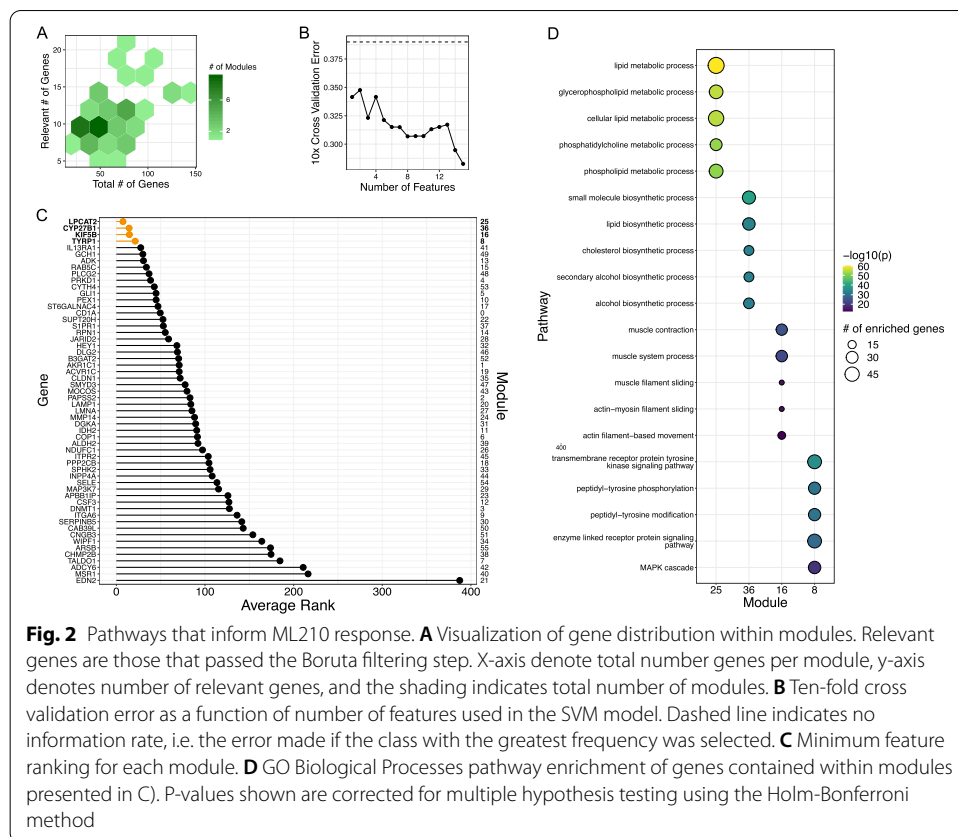 A
Relevant # of Genes
20
15
10
5
0
50
100
150
Total # of Genes
# of Modules
6
2
B
10x Cross Validation Error
0.375
0.350
0.325
0.300
4
8
12
Number of Features
C
Gene
LPCAT2 25
CYP27B1 36
KIF5B 16
TYRP1 8
IL13RA1 41
GCH1 49
ADK 13
RAB5C 15
PLCG2 48
PRKD1 4
CYTH4 53
GLI1 5
PEX1 10
ST6GALNAC4 17
CD1A 0
SUPT20H 22
S1PR1 37
RPN1 14
JARID2 28
HEY1 32
DLG2 46
B3GAT2 52
AKR1C1 1
ACVR1C 19
CLDN1 35
SMYD3 47
MOCOS 43
PAPSS2 2
LAMP1 20
LMNA 27
MMP14 24
DGKA 31
IDH2 11
COP1 6
ALDH2 39
NDUFC1 26
ITPR2 45
PPP2CB 18
SPHK2 33
INPP4A 44
SELE 54
MAP3K7 29
APBB1IP 23
CSF3 12
DNMT1 3
ITGA6 9
SERPINB5 30
CAB39L 50
CNGB3 51
WIPF1 34
ARSB 55
CHMP2B 38
TALDO1 7
ADCY6 42
MSR1 40
EDN2 21
Module
0
100
200
300
400
Average Rank
D
Pathway
lipid metabolic process
glycerophospholipid metabolic process
cellular lipid metabolic process
phosphatidylcholine metabolic process
phospholipid metabolic process
small molecule biosynthetic process
lipid biosynthetic process
cholesterol biosynthetic process
secondary alcohol biosynthetic process
alcohol biosynthetic process
muscle contraction
muscle system process
muscle filament sliding
actin-myosin filament sliding
actin filament-based movement
400
transmembrane receptor protein tyrosine
kinase signaling pathway
peptidyl-tyrosine phosphorylation
peptidyl-tyrosine modification
enzyme linked receptor protein signaling
pathway
MAPK cascade
25
36
16
8
Module
-log10(p)
60
50
40
30
20
# of enriched genes
15
30
45
Fig. 2 Pathways that inform ML210 response. A Visualization of gene distribution within modules. Relevant
genes are those that passed the Boruta filtering step. X-axis denote total number genes per module, y-axis
denotes number of relevant genes, and the shading indicates total number of modules. B Ten-fold cross
validation error as a function of number of features used in the SVM model. Dashed line indicates no
information rate, i.e. the error made if the class with the greatest frequency was selected. C Minimum feature
ranking for each module. D GO Biological Processes pathway enrichment of genes contained within modules
presented in C). P-values shown are corrected for multiple hypothesis testing using the Holm-Bonferroni
method